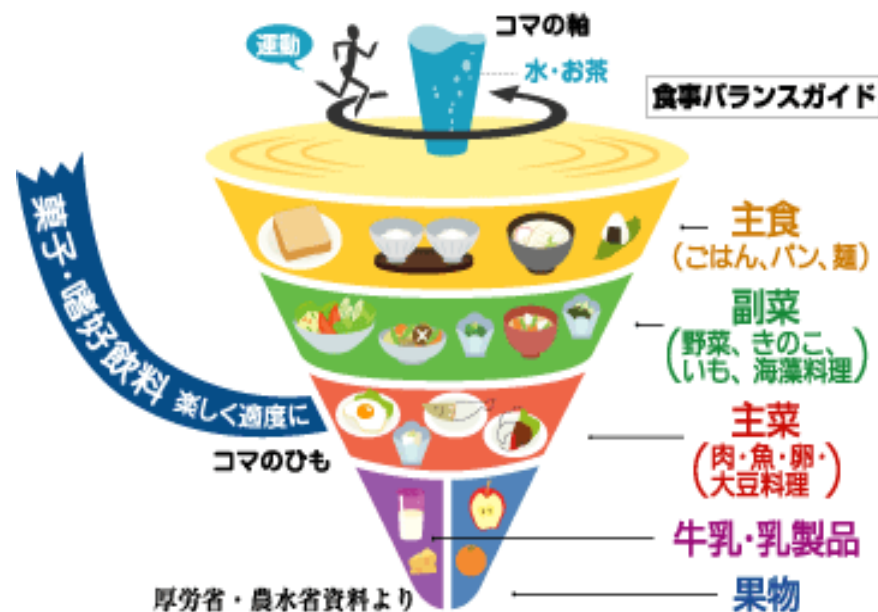 コマの軸
運動
水・お茶
食事バランスガイド
主食
(ごはん、パン、麺)
副菜
(野菜、きのこ、
いも、海藻料理)
主菜
(肉・魚・卵・
大豆料理)
牛乳・乳製品
果物
菓子・嗜好飲料 楽しく適度に
コマのひも
厚労省・農水省資料より